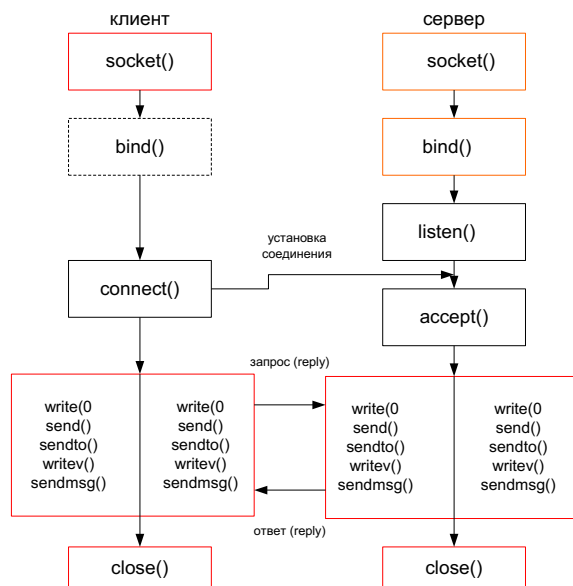 клиент
сервер
socket()
socket()
bind()
bind()
listen()
установка
соединения
connect()
accept()
запрос (reply)
write(0
send()
sendto()
writev()
sendmsg()
write(0
send()
sendto()
writev()
sendmsg()
write(0
send()
sendto()
writev()
sendmsg()
write(0
send()
sendto()
writev()
sendmsg()
ответ (reply)
close()
close()